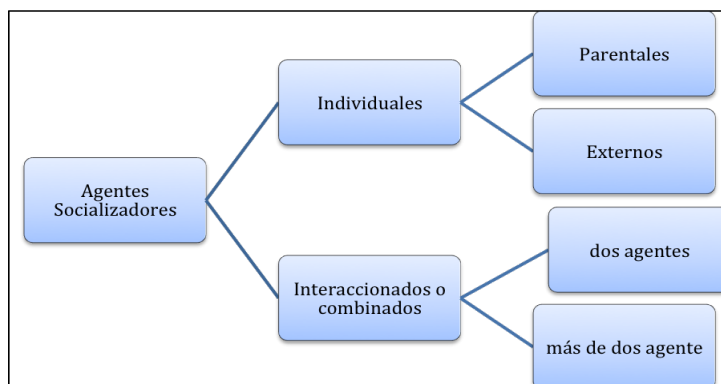 Agentes
Socializadores
Individuales
Parentales
Externos
Interaccionados o
combinados
dos agentes
más de dos agente